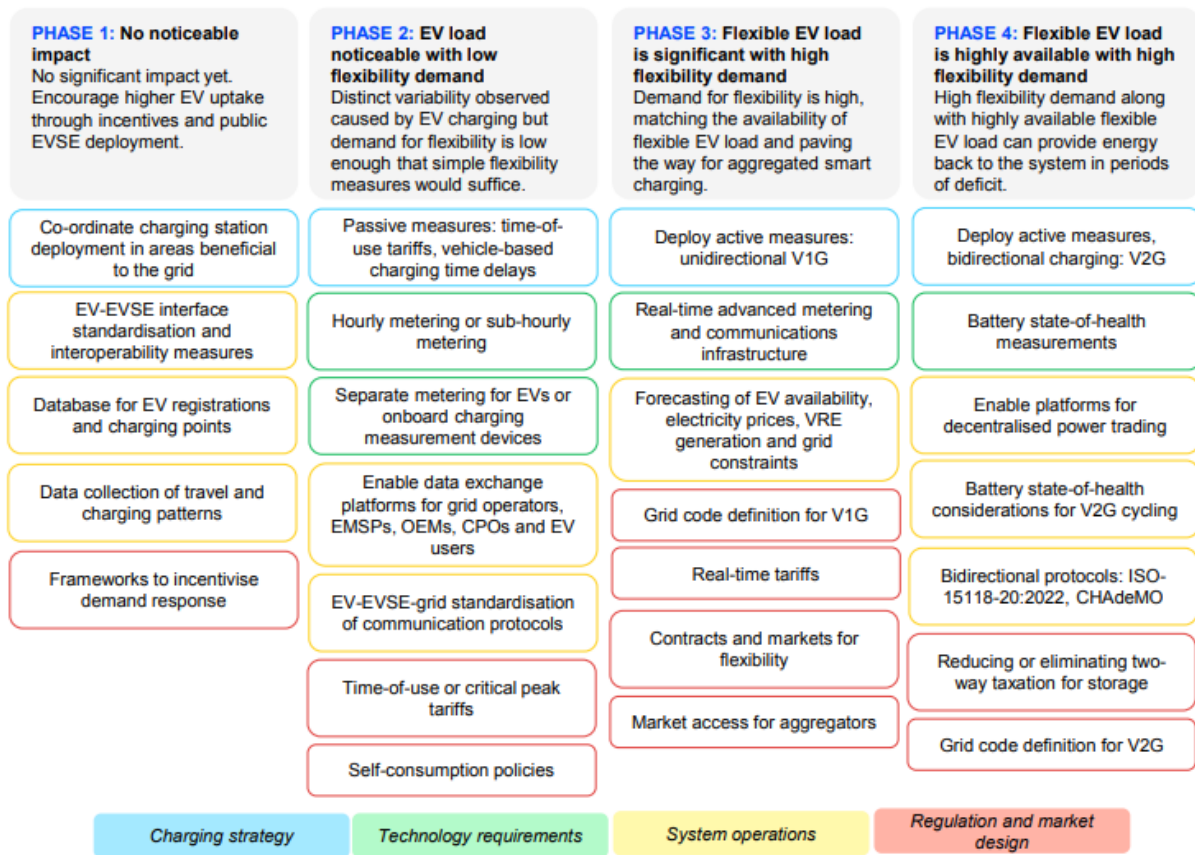 PHASE 1: No noticeable
impact
No significant impact yet.
Encourage higher EV uptake
through incentives and public
EVSE deployment.
Co-ordinate charging station
deployment in areas beneficial
to the grid
EV-EVSE interface
standardisation and
interoperability measures
Database for EV registrations
and charging points
Data collection of travel and
charging patterns
Frameworks to incentivise
demand response
PHASE 2: EV load
noticeable with low
flexibility demand
Distinct variability observed
caused by EV charging but
demand for flexibility is low
enough that simple flexibility
measures would suffice.
Passive measures: time-of-
use tariffs, vehicle-based
charging time delays
Hourly metering or sub-hourly
metering
Separate metering for EVs or
onboard charging
measurement devices
Enable data exchange
platforms for grid operators,
EMSPs, OEMs, CPOs and EV
users
EV-EVSE-grid standardisation
of communication protocols
Time-of-use or critical peak
tariffs
Self-consumption policies
PHASE 3: Flexible EV load
is significant with high
flexibility demand
Demand for flexibility is high,
matching the availability of
flexible EV load and paving
the way for aggregated smart
charging.
Deploy active measures:
unidirectional V1G
Real-time advanced metering
and communications
infrastructure
Forecasting of EV availability,
electricity prices, VRE
generation and grid
constraints
Grid code definition for V1G
Real-time tariffs
Contracts and markets for
flexibility
Market access for aggregators
PHASE 4: Flexible EV load
is highly available with high
flexibility demand
High flexibility demand along
with highly available flexible
EV load can provide energy
back to the system in periods
of deficit.
Deploy active measures,
bidirectional charging: V2G
Battery state-of-health
measurements
Enable platforms for
decentralised power trading
Battery state-of-health
considerations for V2G cycling
Bidirectional protocols: ISO-
15118-20:2022, CHAdeMO
Reducing or eliminating two-
way taxation for storage
Grid code definition for V2G
Charging strategy
Technology requirements
System operations
Regulation and market
design